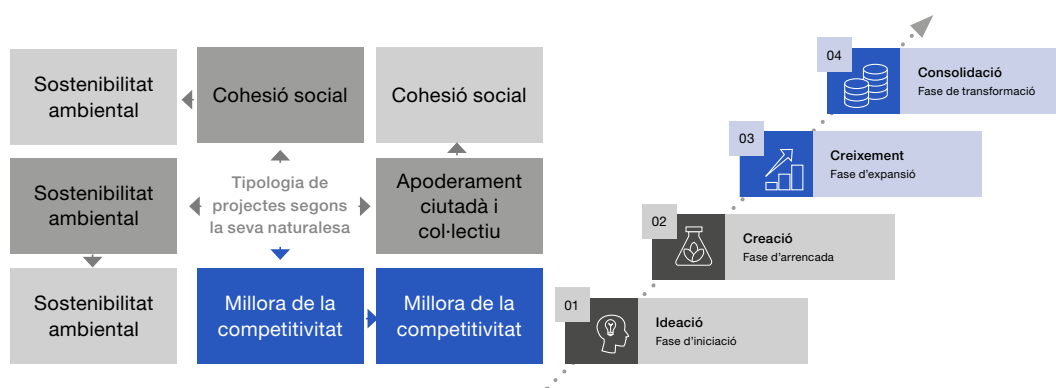 Sostenibilitat
ambiental
Cohesió social
Cohesió social
Sostenibilitat
ambiental
Tipologia de
projectes segons
la seva naturalesa
Apoderament
ciutadà i
col·lectiu
Sostenibilitat
ambiental
Millora de la
competitivitat
Millora de la
competitivitat
01
Ideació
Fase d'iniciació
02
Creació
Fase d'arrencada
03
Creixement
Fase d'expansió
04
Consolidació
Fase de transformació